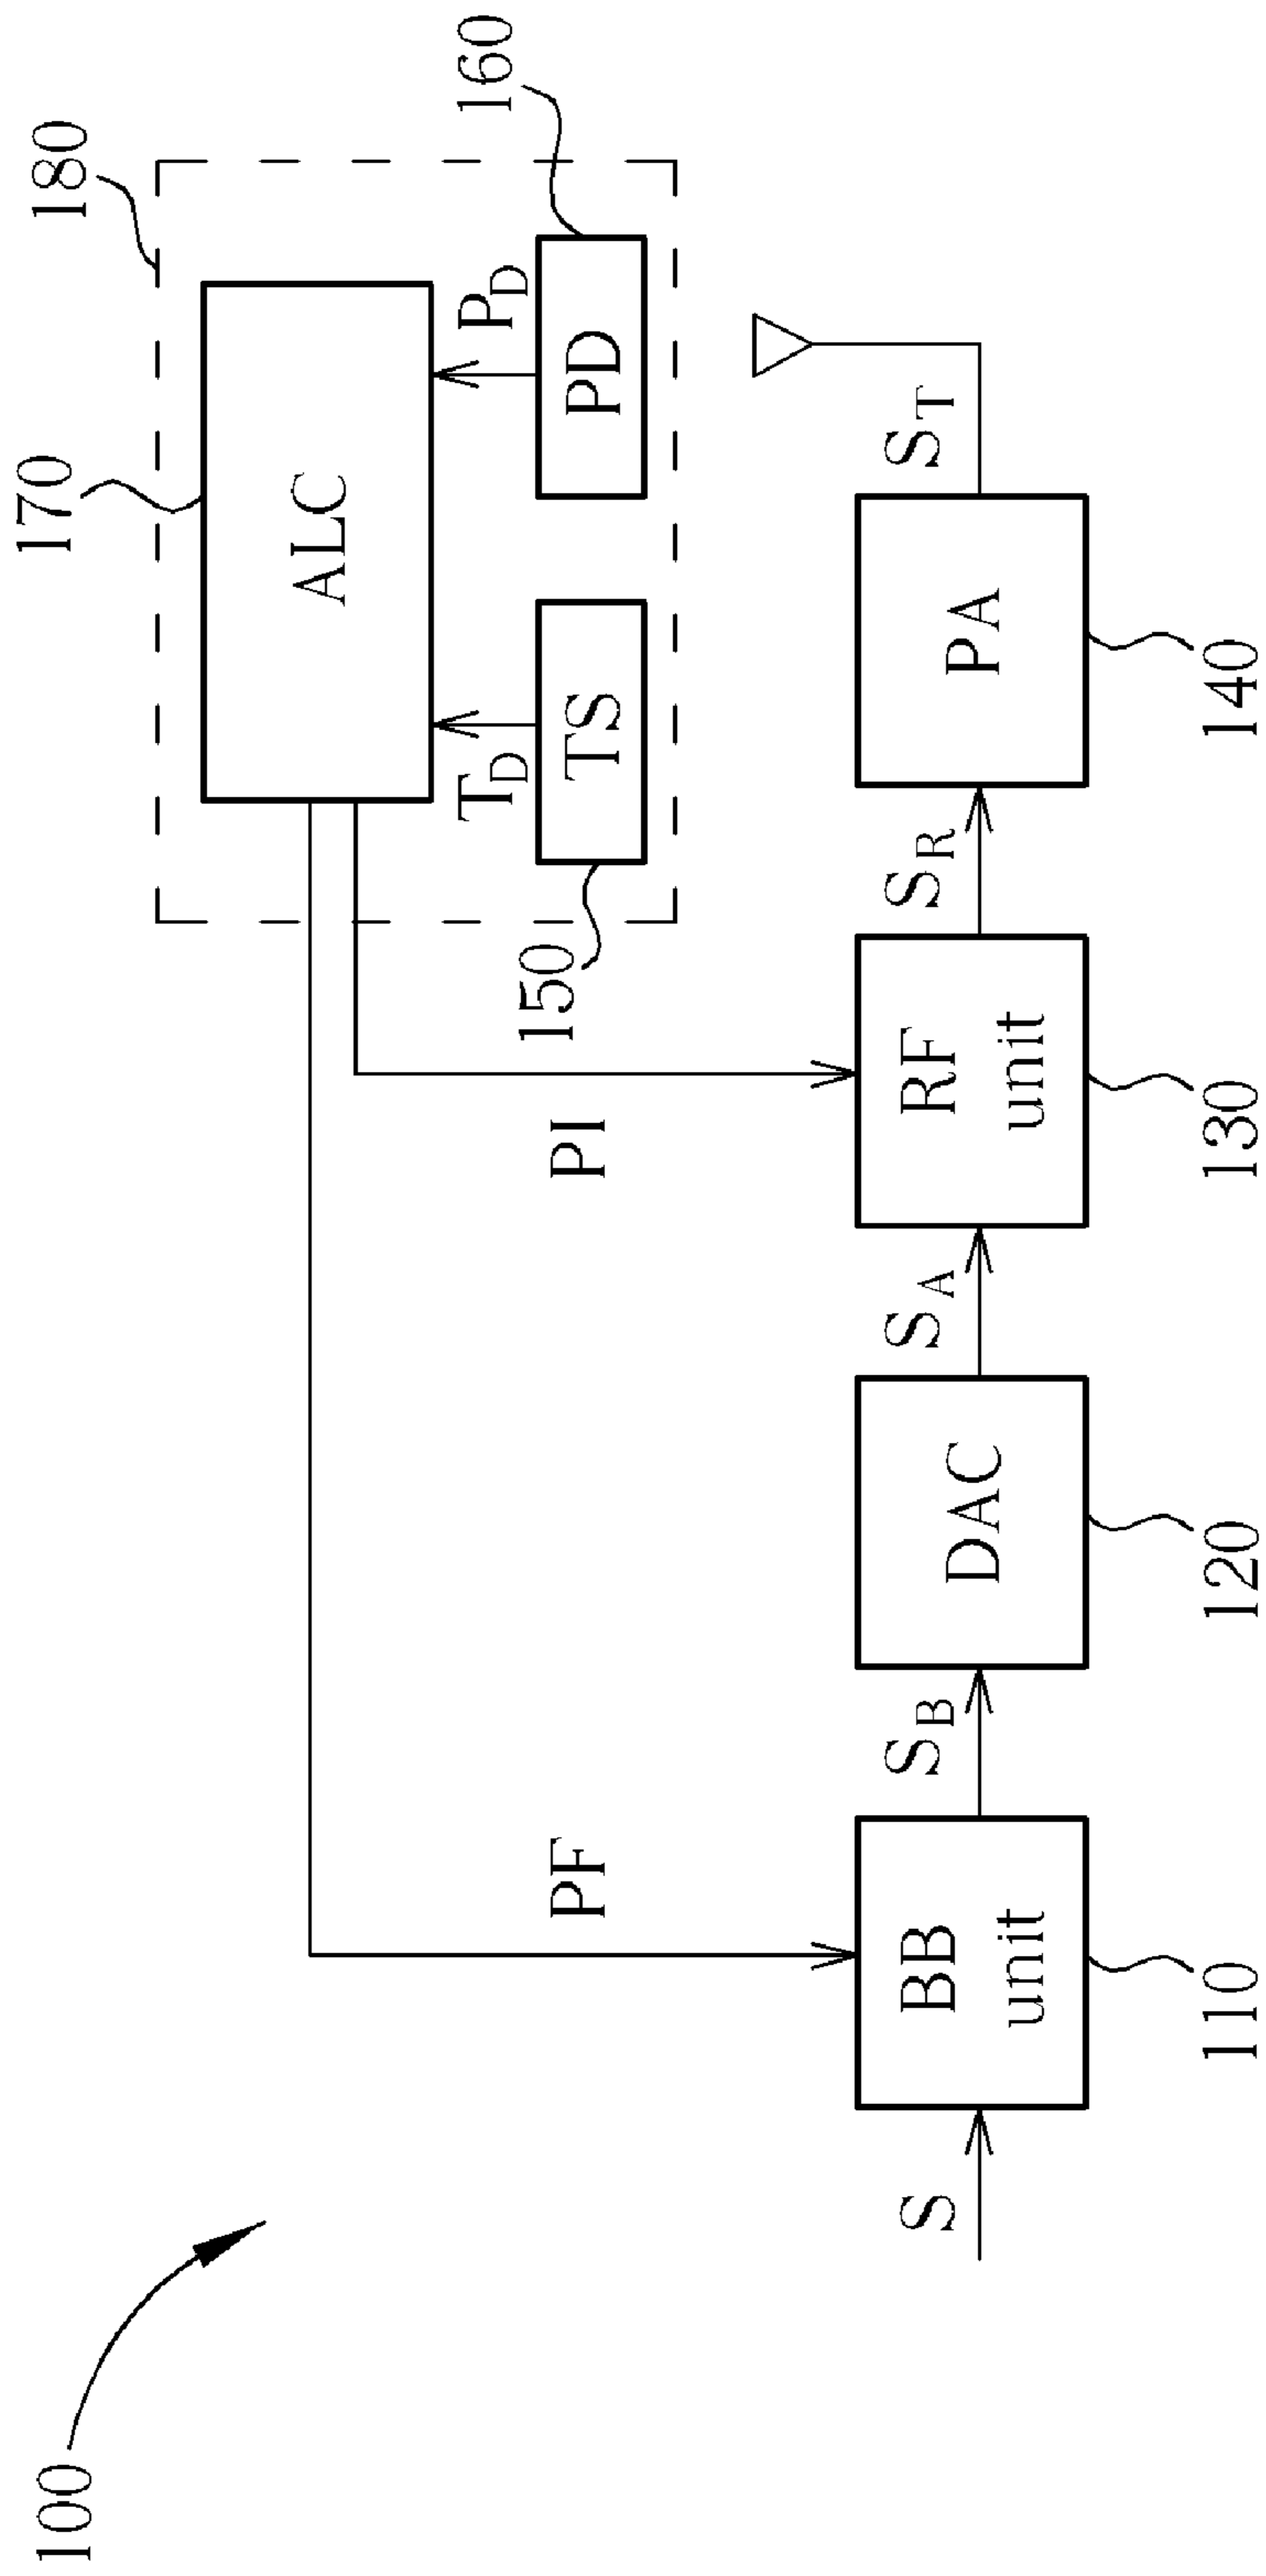 100
180
170
160
ALC
T_D
P_D
TS
PD
150
PF
PI
S
BB
unit
S_B
DAC
S_A
RF
unit
S_R
PA
S_T
110
120
130
140